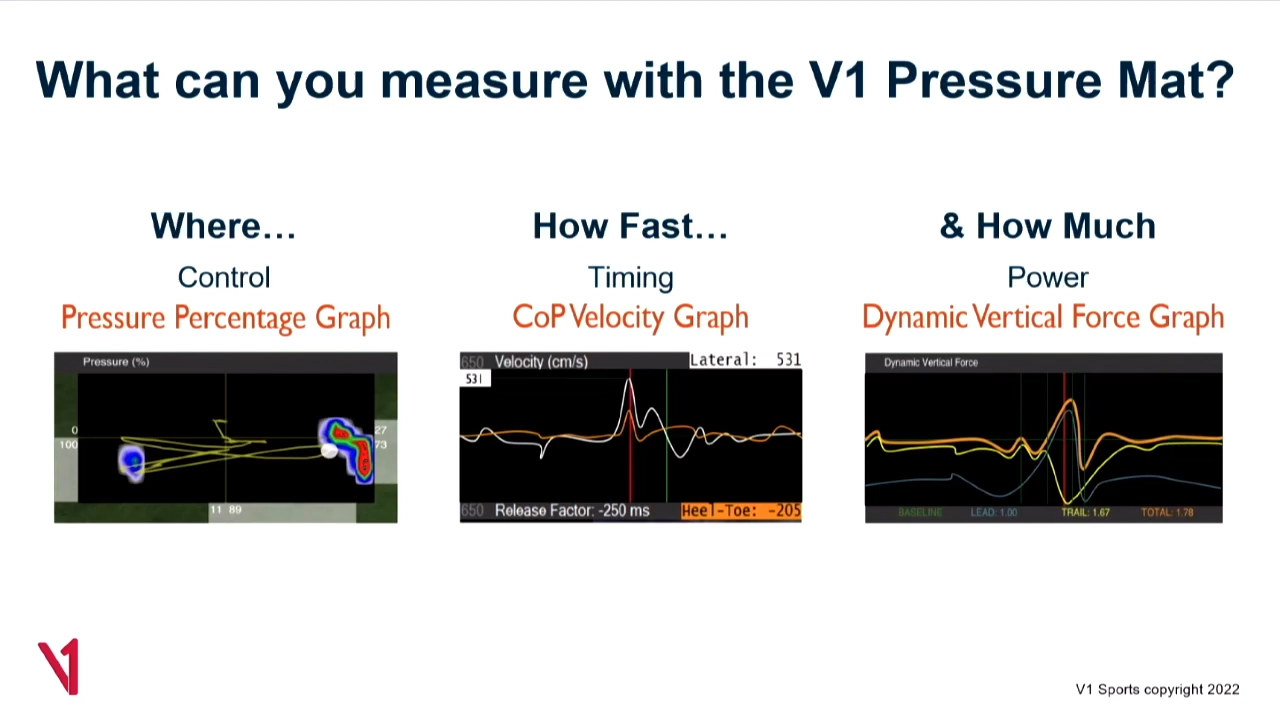 What can you measure with the V1 Pressure Mat?
Where…
Control
Pressure Percentage Graph
Pressure (%)
0
100
27
73
11 89
How Fast…
Timing
CoP Velocity Graph
650 Velocity (cm/s) Lateral: 531
531
650 Release Factor: -250 ms Heel-Toe: -205
& How Much
Power
Dynamic Vertical Force Graph
Dynamic Vertical Force
BASELINE LEAD: 1.00 TRAIL: 1.67 TOTAL: 1.78
V1
V1 Sports copyright 2022